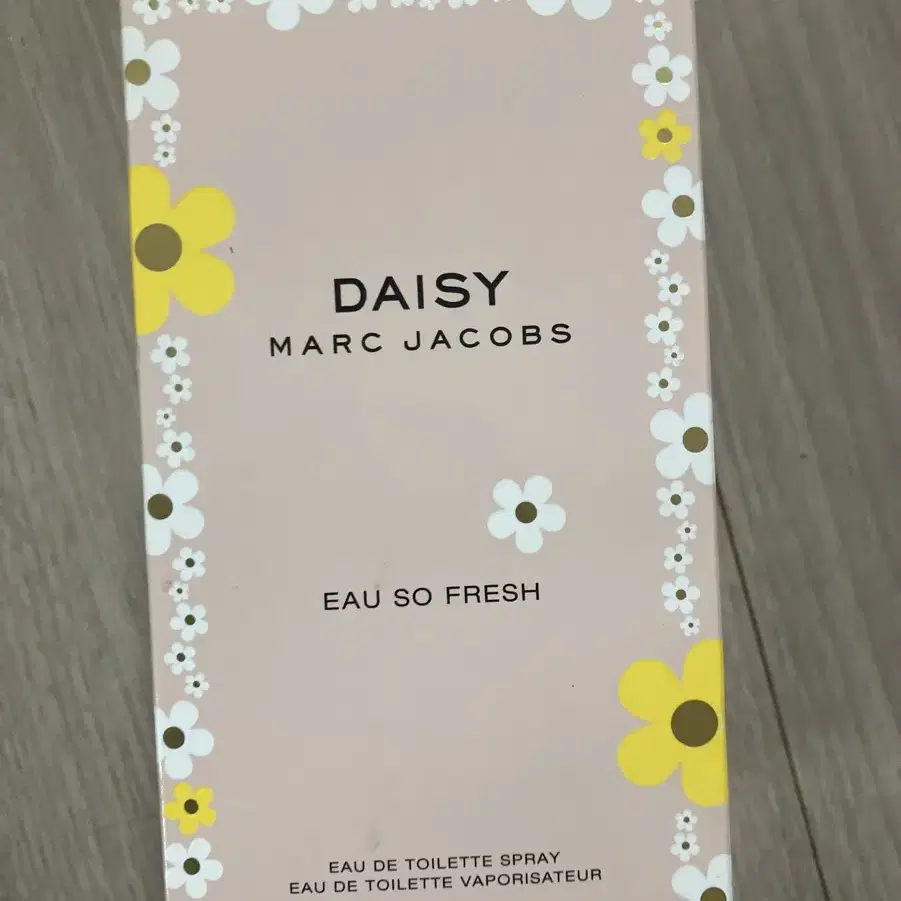 DAISY
MARC JACOBS
EAU SO FRESH
EAU DE TOILETTE SPRAY
EAU DE TOILETTE VAPORISATEUR